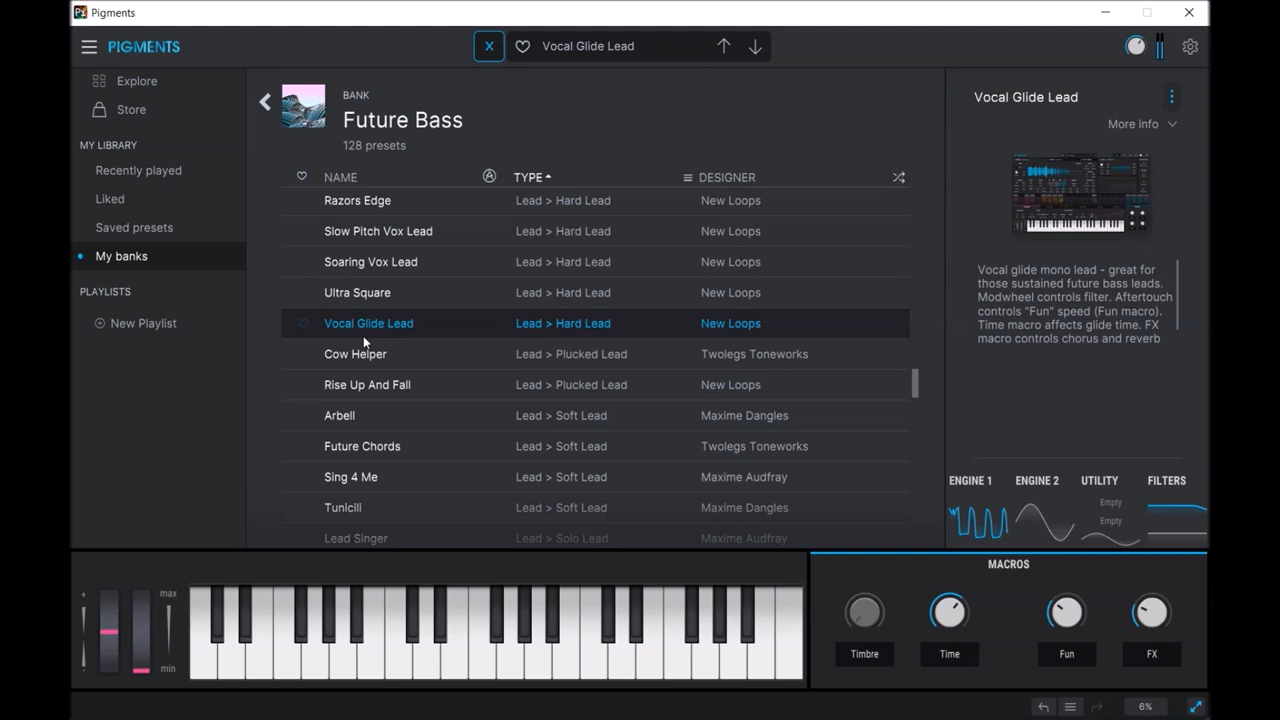 Pigments
PIGMENTS
X
Vocal Glide Lead
Explore
Store
MY LIBRARY
Recently played
Liked
Saved presets
My banks
PLAYLISTS
New Playlist
BANK
Future Bass
128 presets
NAME TYPE DESIGNER
Razors Edge Lead > Hard Lead New Loops
Slow Pitch Vox Lead Lead > Hard Lead New Loops
Soaring Vox Lead Lead > Hard Lead New Loops
Ultra Square Lead > Hard Lead New Loops
Vocal Glide Lead Lead > Hard Lead New Loops
Cow Helper Lead > Plucked Lead Twolegs Toneworks
Rise Up And Fall Lead > Plucked Lead New Loops
Arbell Lead > Soft Lead Maxime Dangles
Future Chords Lead > Soft Lead Twolegs Toneworks
Sing 4 Me Lead > Soft Lead Maxime Audfray
Tunicill Lead > Soft Lead Maxime Dangles
Lead Singer Lead > Solo Lead Maxime Audfray
Vocal Glide Lead
More info
Vocal glide mono lead - great for
those sustained future bass leads.
Modwheel controls filter. Aftertouch
controls "Fun" speed (Fun macro).
Time macro affects glide time. FX
macro controls chorus and reverb
ENGINE 1 ENGINE 2 UTILITY FILTERS
Empty
Empty
+
-
max
min
MACROS
Timbre Time Fun FX
6%